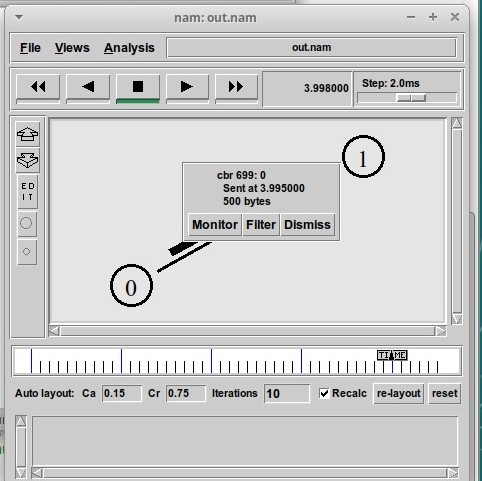 nam: out.nam
File Views Analysis out.nam
3.998000 Step: 2.0ms
1
cbr 699: 0
Sent at 3.995000
500 bytes
Monitor Filter Dismiss
ED
IT
0
TIME
Auto layout: Ca 0.15 Cr 0.75 Iterations 10 Recalc re-layout reset